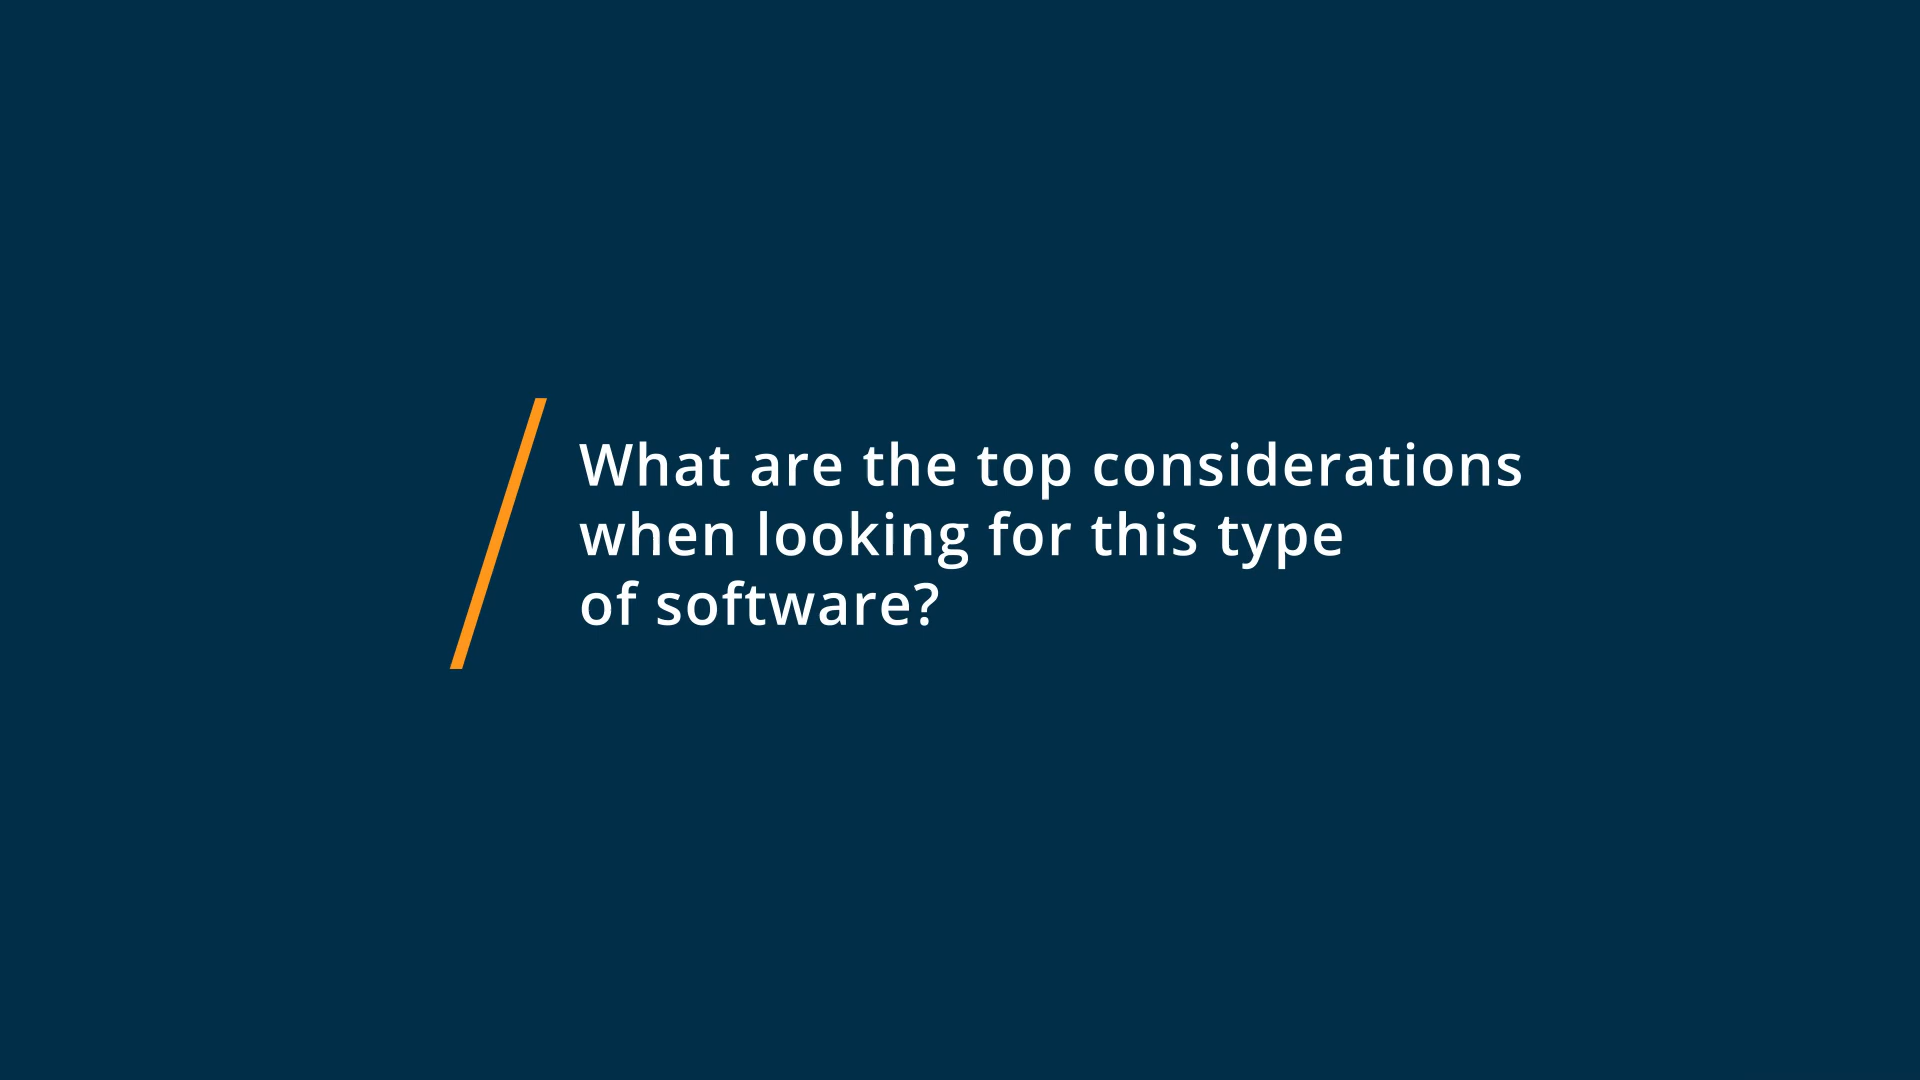 What are the top considerations
when looking for this type
of software?